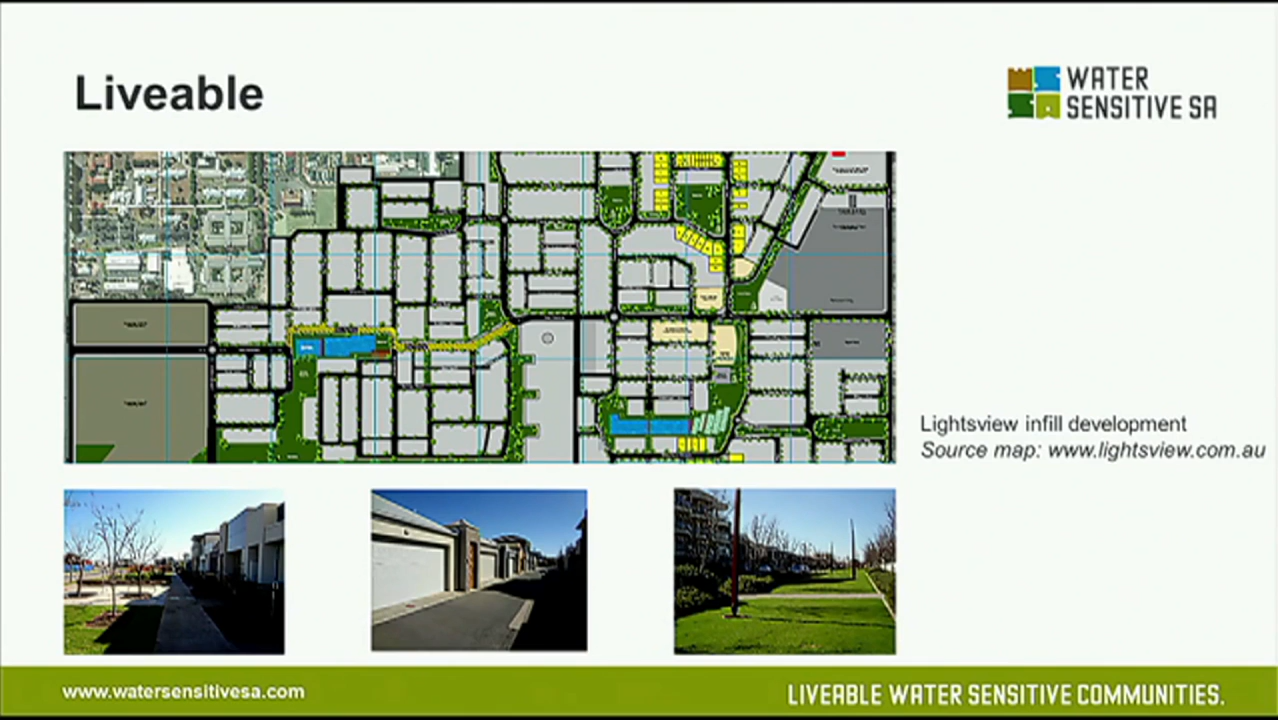 Liveable
WATER
SENSITIVE SA
Lightsview infill development
Source map: www.lightsview.com.au
www.watersensitivesa.com
LIVEABLE WATER SENSITIVE COMMUNITIES.